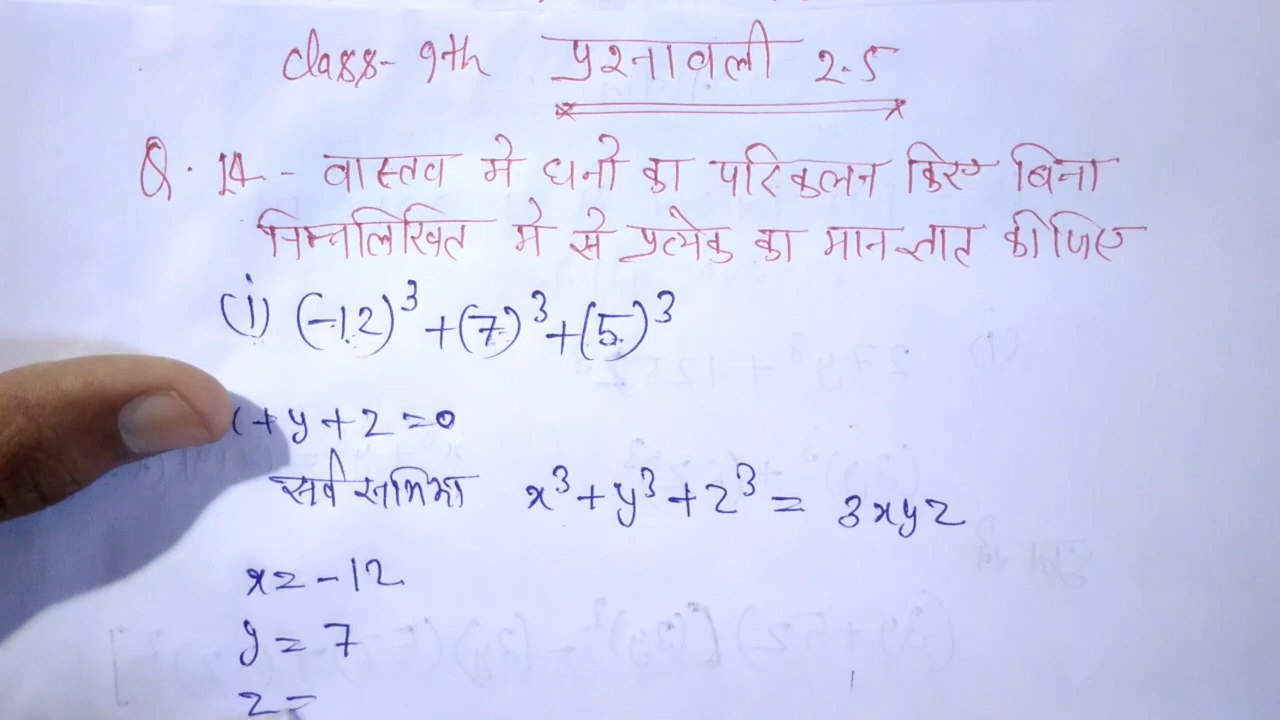 Class- 9th प्रश्नावली 2.5
Q. 14 - वास्तव मे घनो का परिकलन किए बिना
निम्नलिखित मे से प्रत्येक का मान ज्ञात कीजिए
(i) (-12)³ + (7)³ + (5)³
x + y + z = 0
सर्व समिका x³ + y³ + z³ = 3xyz
x = -12
y = 7
z =